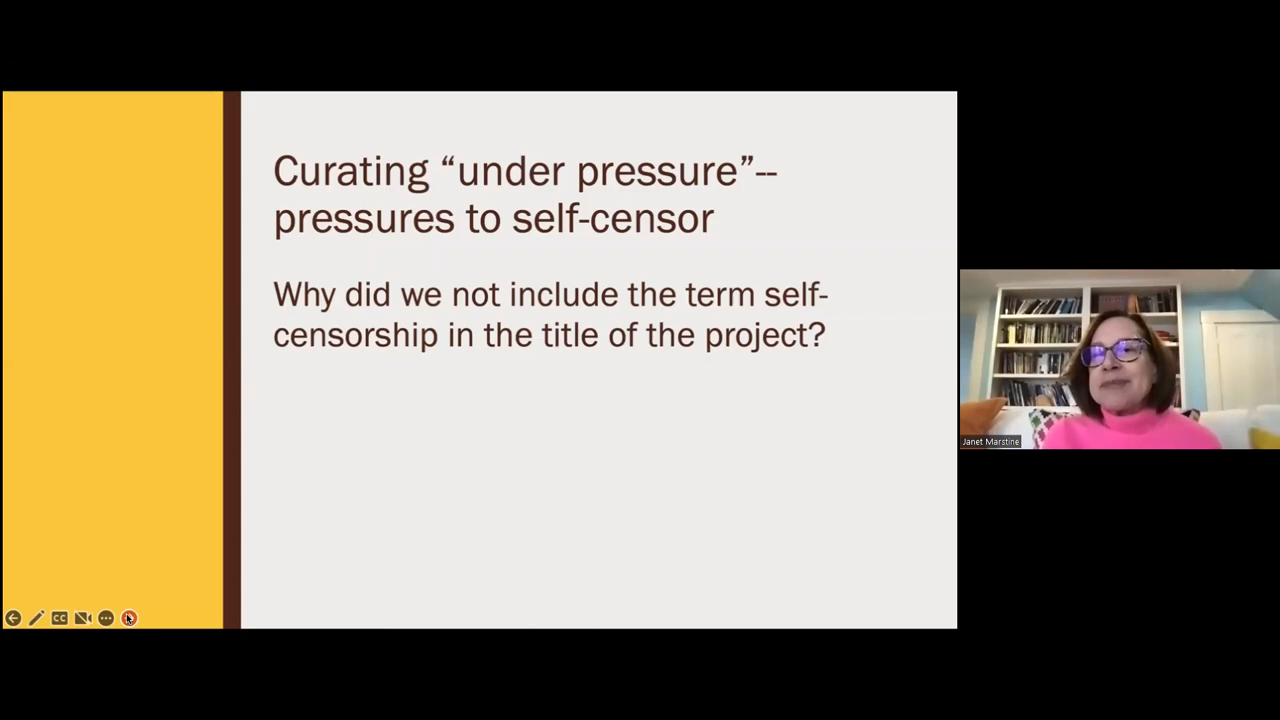 Curating “under pressure”--
pressures to self-censor
Why did we not include the term self-
censorship in the title of the project?
Janet Marstine
CC